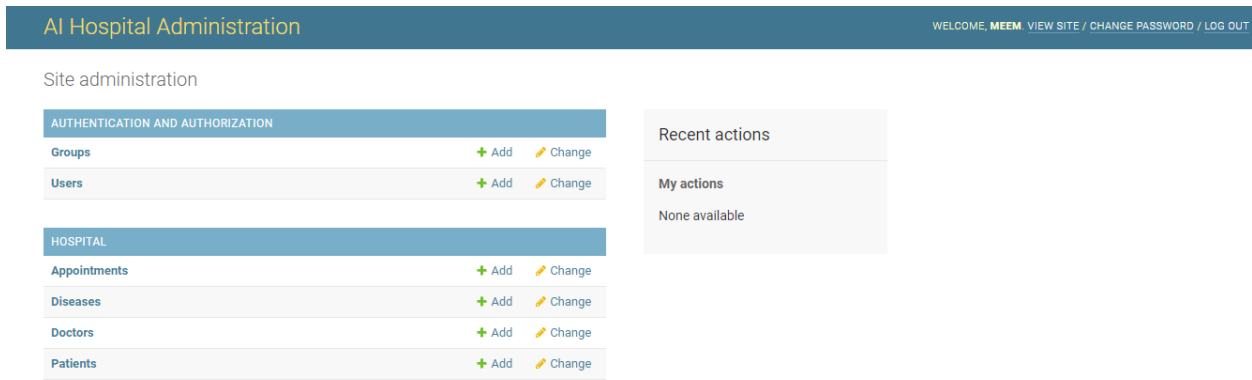 AI Hospital Administration
WELCOME, MEEM. VIEW SITE / CHANGE PASSWORD / LOG OUT
Site administration
AUTHENTICATION AND AUTHORIZATION
Groups + Add Change
Users + Add Change
HOSPITAL
Appointments + Add Change
Diseases + Add Change
Doctors + Add Change
Patients + Add Change
Recent actions
My actions
None available